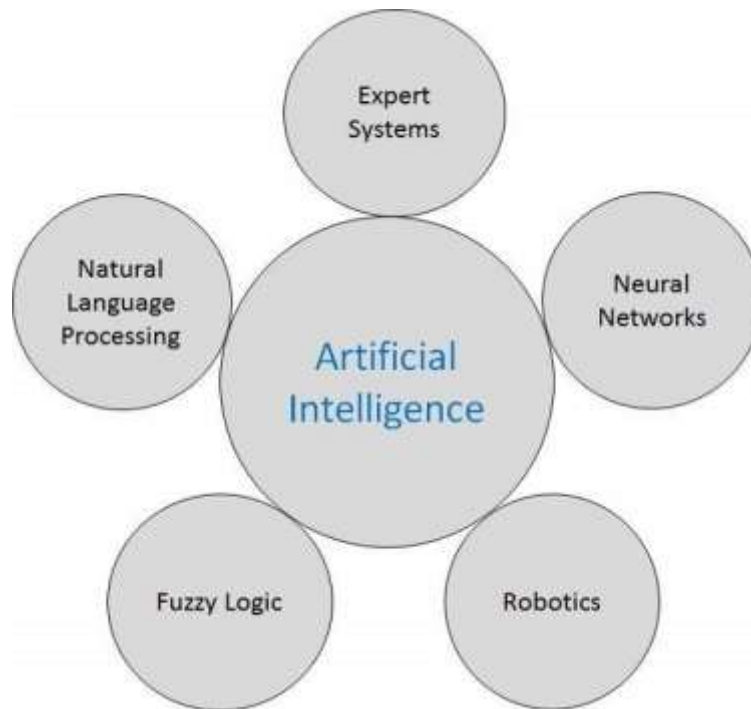 Expert
Systems
Natural
Language
Processing
Neural
Networks
Artificial
Intelligence
Fuzzy Logic
Robotics